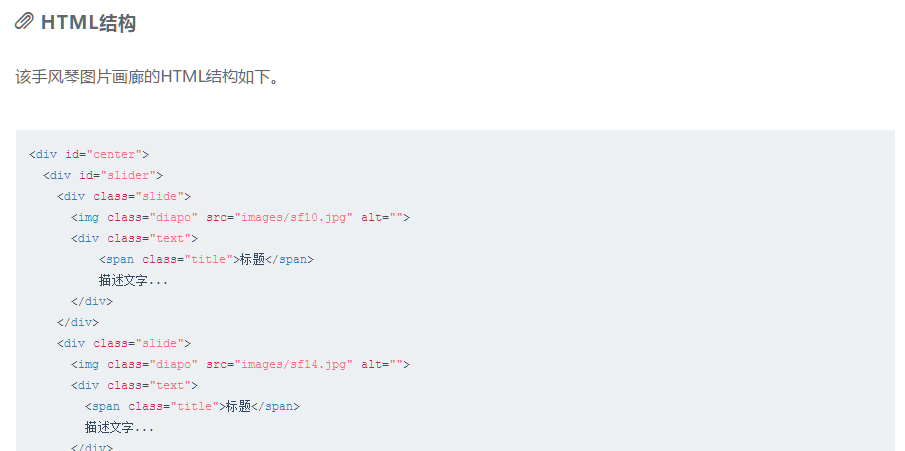 HTML结构
该手风琴图片画廊的HTML结构如下。
<div id="center">
<div id="slider">
<div class="slide">
<img class="diapo" src="images/sf10.jpg" alt="">
<div class="text">
<span class="title">标题</span>
描述文字...
</div>
</div>
<div class="slide">
<img class="diapo" src="images/sf14.jpg" alt="">
<div class="text">
<span class="title">标题</span>
描述文字...
</div>